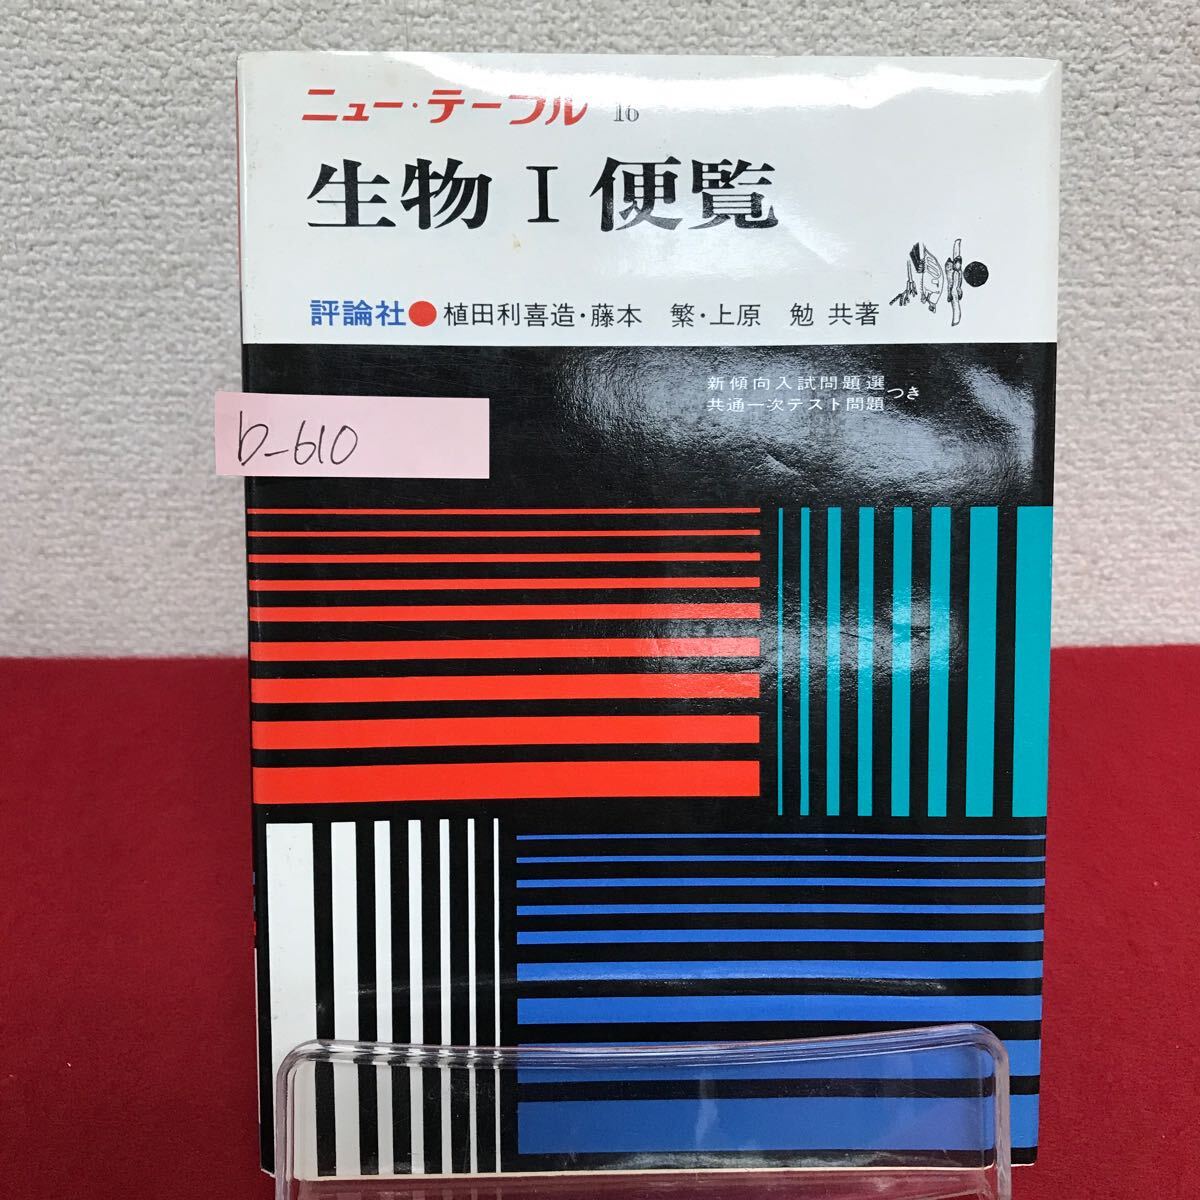 ニュー・テーブル 16
生物 I 便覧
評論社●植田利喜造・藤本 繁・上原 勉 共著
新傾向入試問題選
共通一次テスト問題つき
b-610